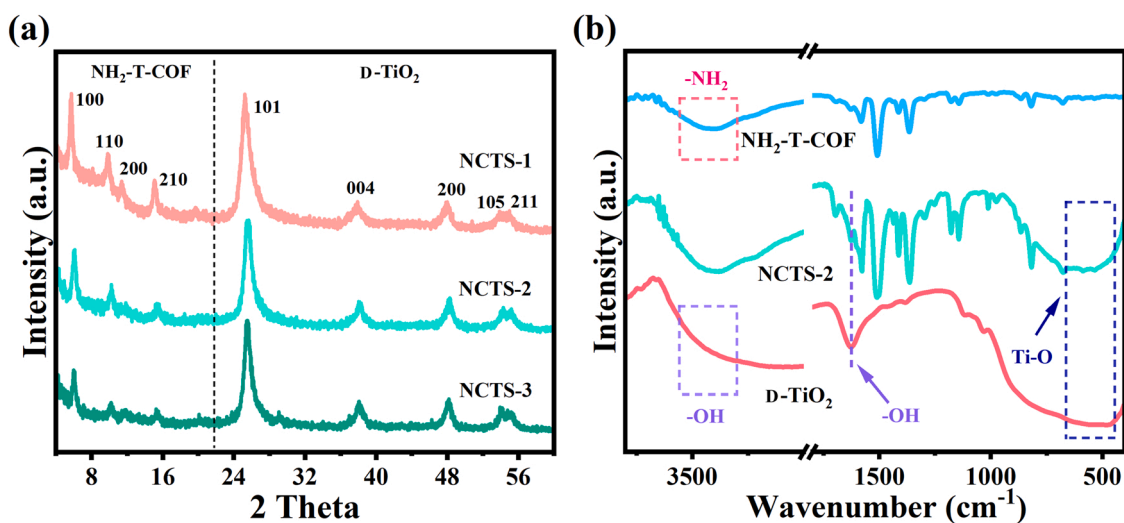 (a)
NH₂-T-COF
D-TiO₂
100
110
200
210
101
004
200
105 211
NCTS-1
NCTS-2
NCTS-3
Intensity (a.u.)
8 16 24 32 40 48 56
2 Theta
(b)
-NH₂
NH₂-T-COF
NCTS-2
Ti-O
D-TiO₂
-OH
-OH
Intensity (a.u.)
3500 1500 1000 500
Wavenumber (cm⁻¹)